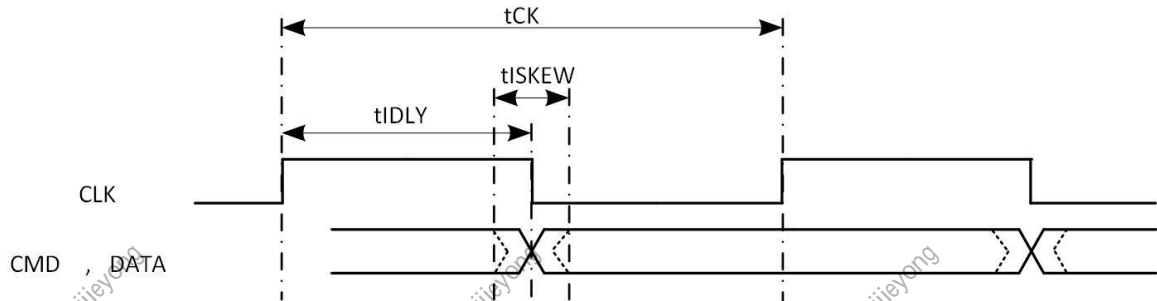 tCK
tISKEW
tIDLY
CLK
CMD , DATA